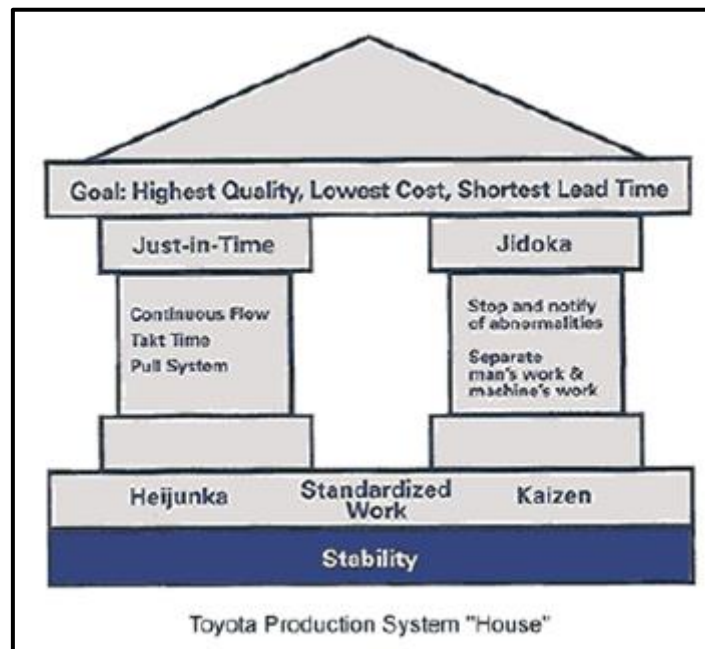 Goal: Highest Quality, Lowest Cost, Shortest Lead Time
Just-in-Time
Continuous Flow
Takt Time
Pull System
Jidoka
Stop and notify
of abnormalities
Separate
man's work &
machine's work
Heijunka
Standardized
Work
Kaizen
Stability
Toyota Production System "House"